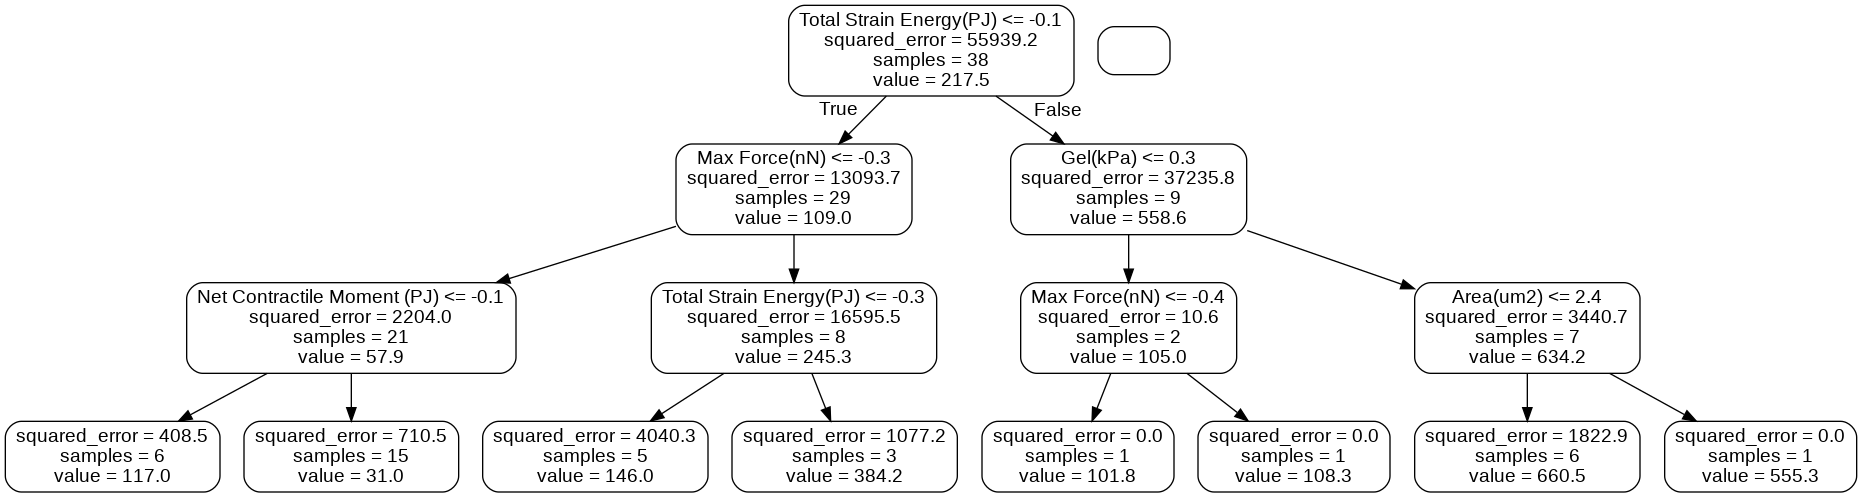 Total Strain Energy(PJ) <= -0.1
squared_error = 55939.2
samples = 38
value = 217.5
True
False
Max Force(nN) <= -0.3
squared_error = 13093.7
samples = 29
value = 109.0
Gel(kPa) <= 0.3
squared_error = 37235.8
samples = 9
value = 558.6
Net Contractile Moment (PJ) <= -0.1
squared_error = 2204.0
samples = 21
value = 57.9
Total Strain Energy(PJ) <= -0.3
squared_error = 16595.5
samples = 8
value = 245.3
Max Force(nN) <= -0.4
squared_error = 10.6
samples = 2
value = 105.0
Area(um2) <= 2.4
squared_error = 3440.7
samples = 7
value = 634.2
squared_error = 408.5
samples = 6
value = 117.0
squared_error = 710.5
samples = 15
value = 31.0
squared_error = 4040.3
samples = 5
value = 146.0
squared_error = 1077.2
samples = 3
value = 384.2
squared_error = 0.0
samples = 1
value = 101.8
squared_error = 0.0
samples = 1
value = 108.3
squared_error = 1822.9
samples = 6
value = 660.5
squared_error = 0.0
samples = 1
value = 555.3